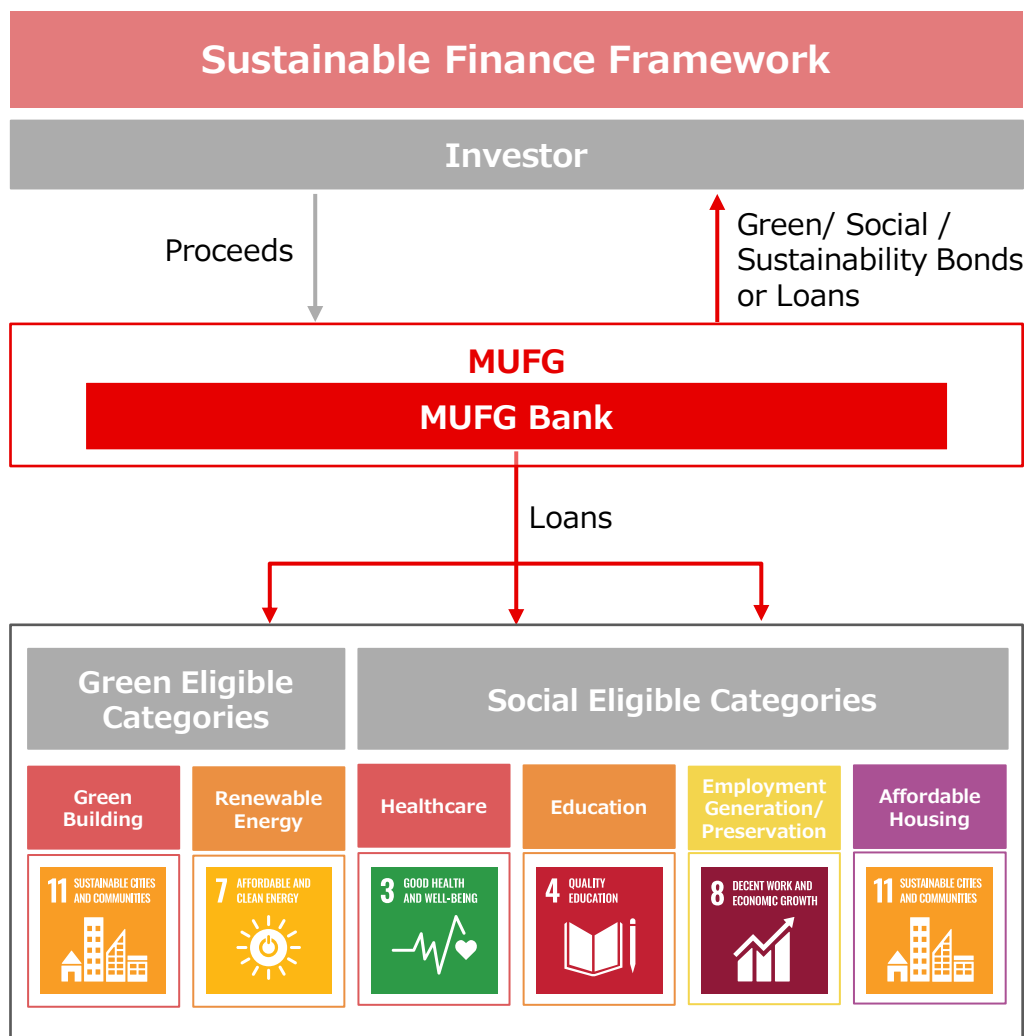 Sustainable Finance Framework
Investor
Proceeds
Green/ Social /
Sustainability Bonds
or Loans
MUFG
MUFG Bank
Loans
Green Eligible
Categories
Social Eligible Categories
Green
Building
Renewable
Energy
Healthcare
Education
Employment
Generation/
Preservation
Affordable
Housing
11 SUSTAINABLE CITIES
AND COMMUNITIES
7 AFFORDABLE AND
CLEAN ENERGY
3 GOOD HEALTH
AND WELL-BEING
4 QUALITY
EDUCATION
8 DECENT WORK AND
ECONOMIC GROWTH
11 SUSTAINABLE CITIES
AND COMMUNITIES